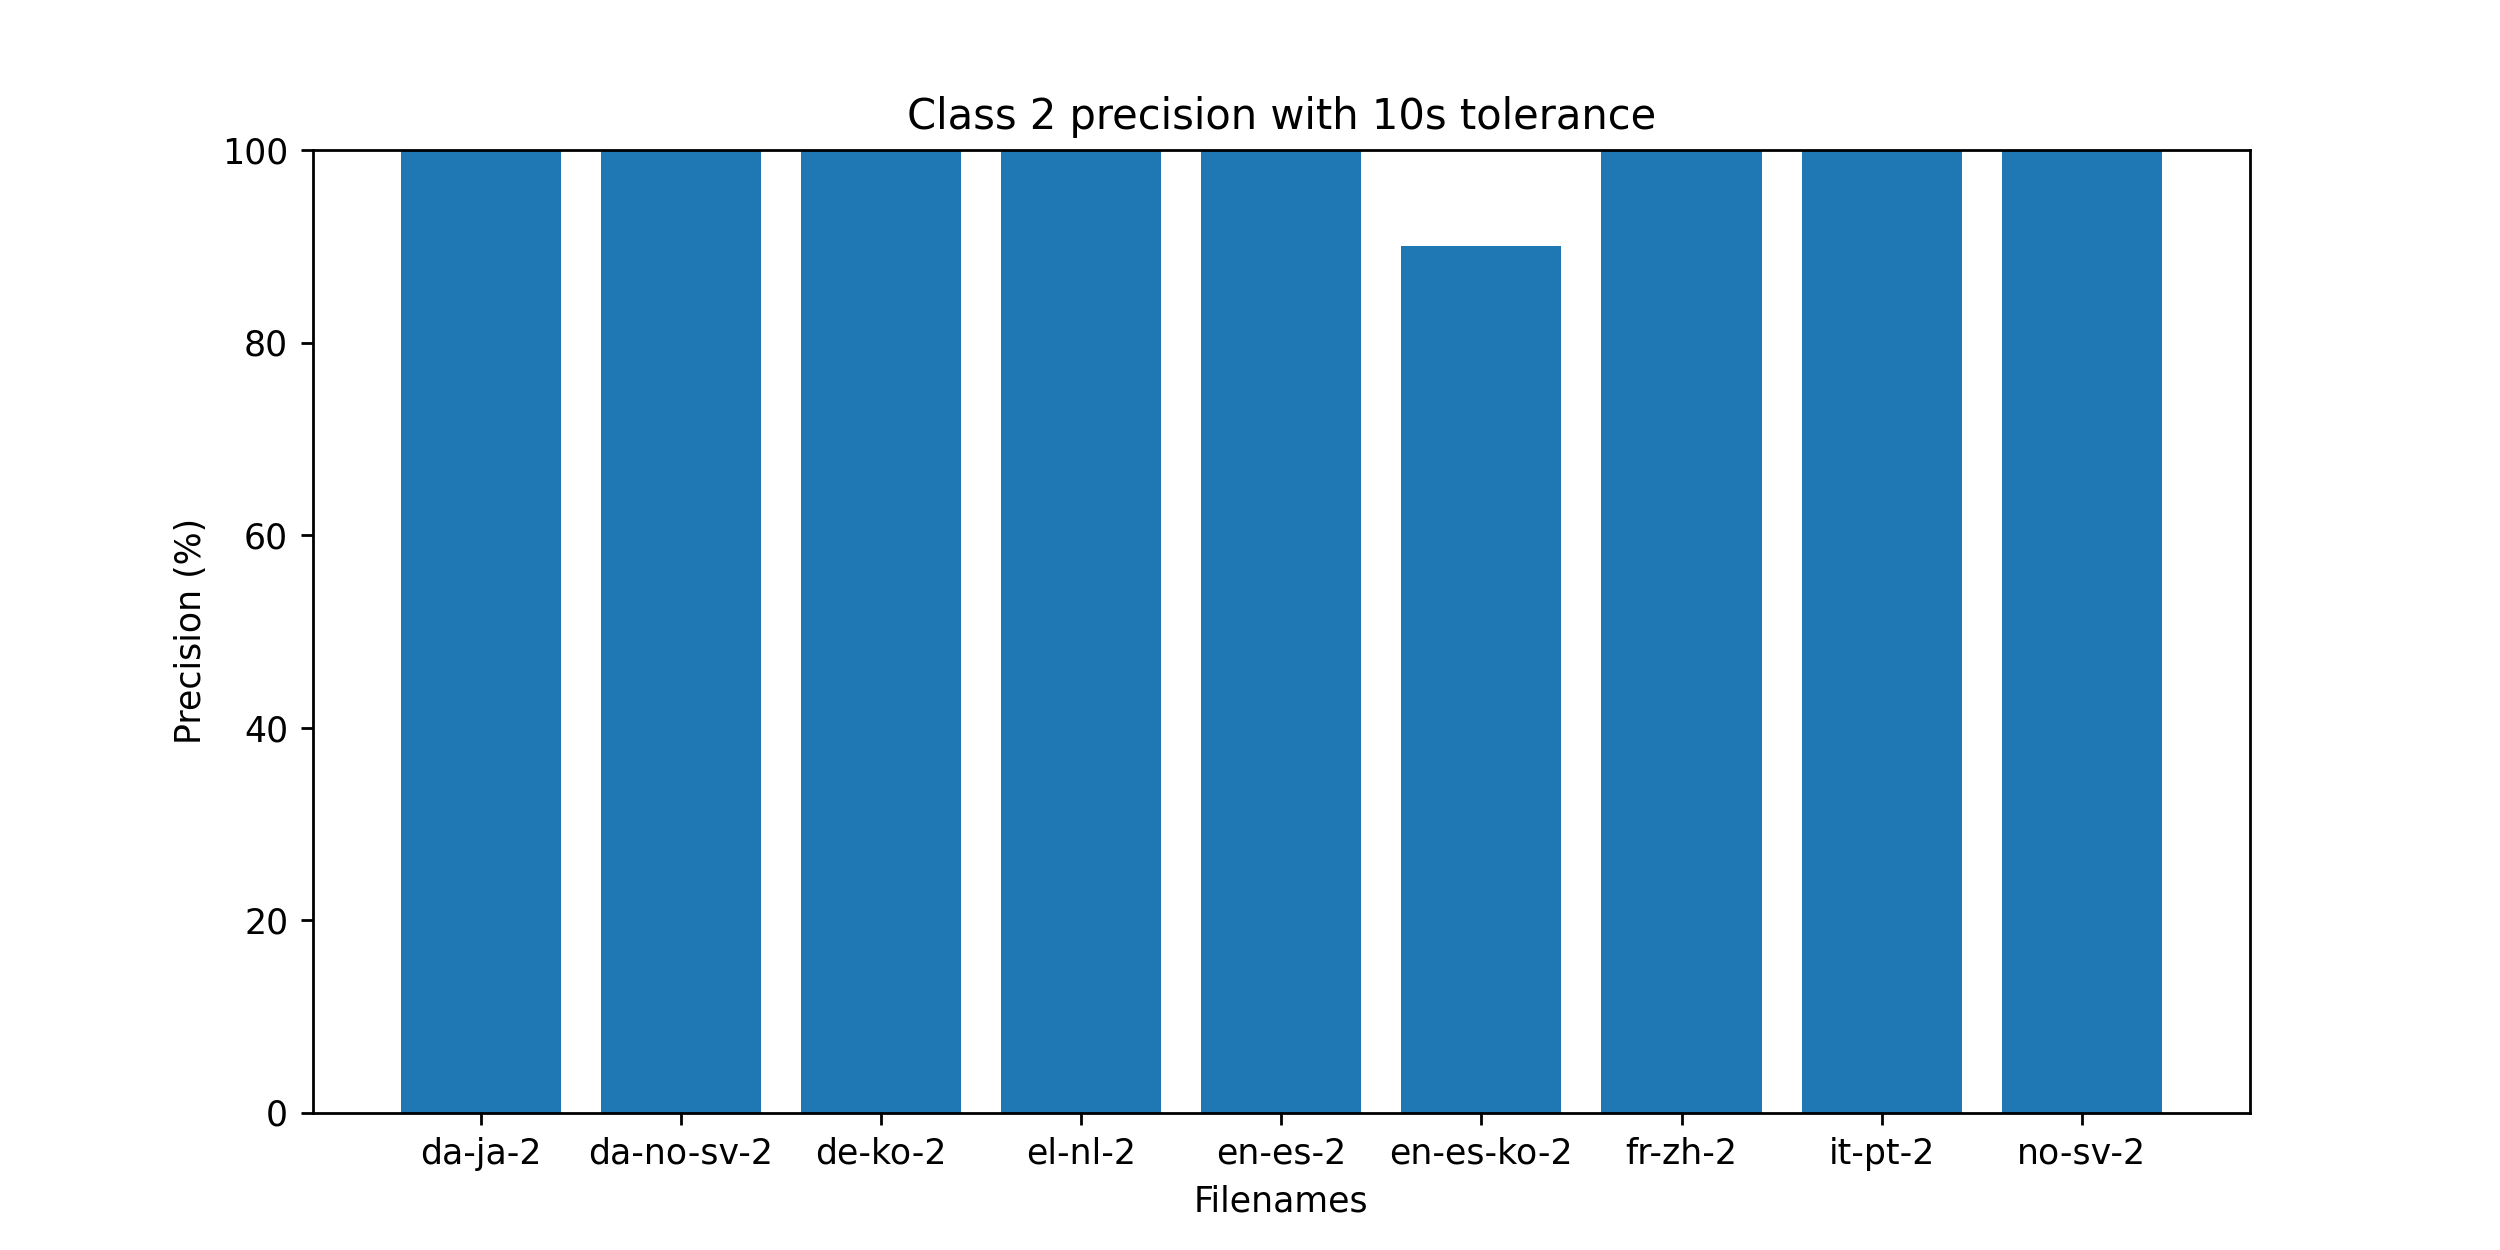 Class 2 precision with 10s tolerance
100
80
60
40
20
0
Precision (%)
da-ja-2 da-no-sv-2 de-ko-2 el-nl-2 en-es-2 en-es-ko-2 fr-zh-2 it-pt-2 no-sv-2
Filenames